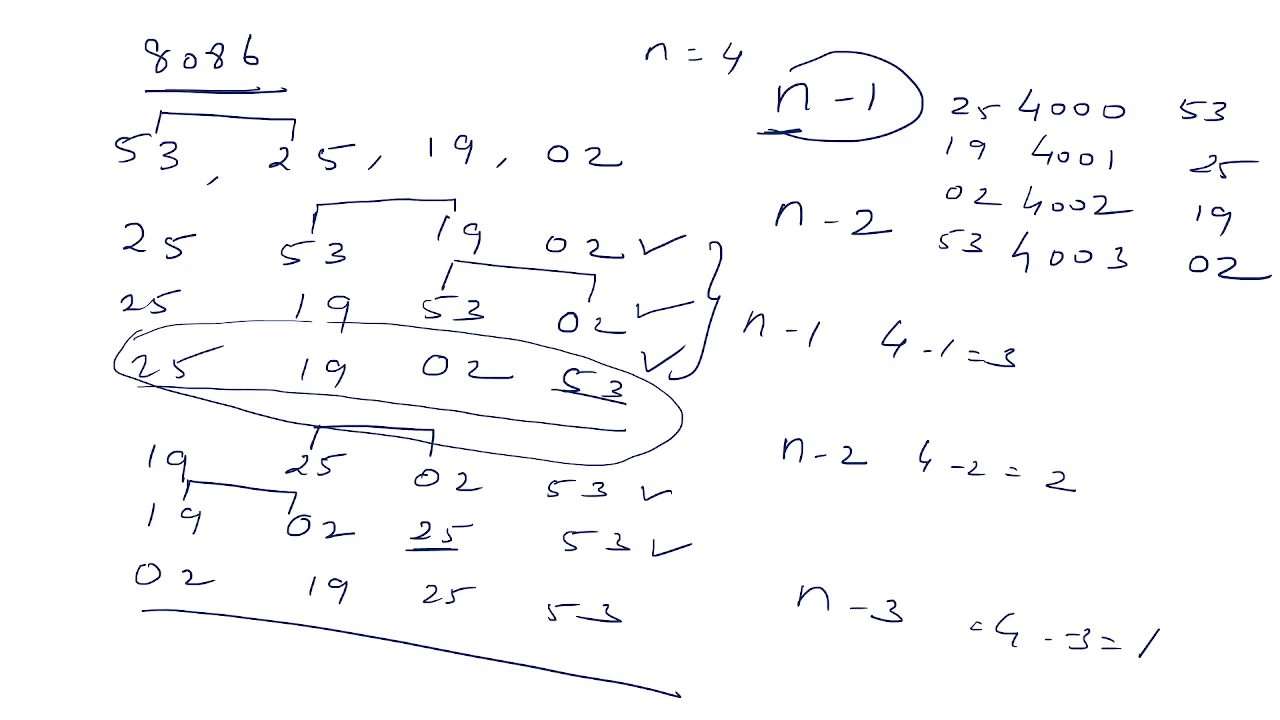 8086
n = 4
n - 1
25 4000 53
53, 25, 19, 02
19 4001 25
02 4002 19
n - 2
25 53 19 02 ✓
53 4003 02
25 19 53 02 ✓
n - 1 4 - 1 = 3
25 19 02 53 ✓
n - 2 4 - 2 = 2
19 25 02 53 ✓
19 02 25 53 ✓
02 19 25 53
n - 3 = 4 - 3 = 1